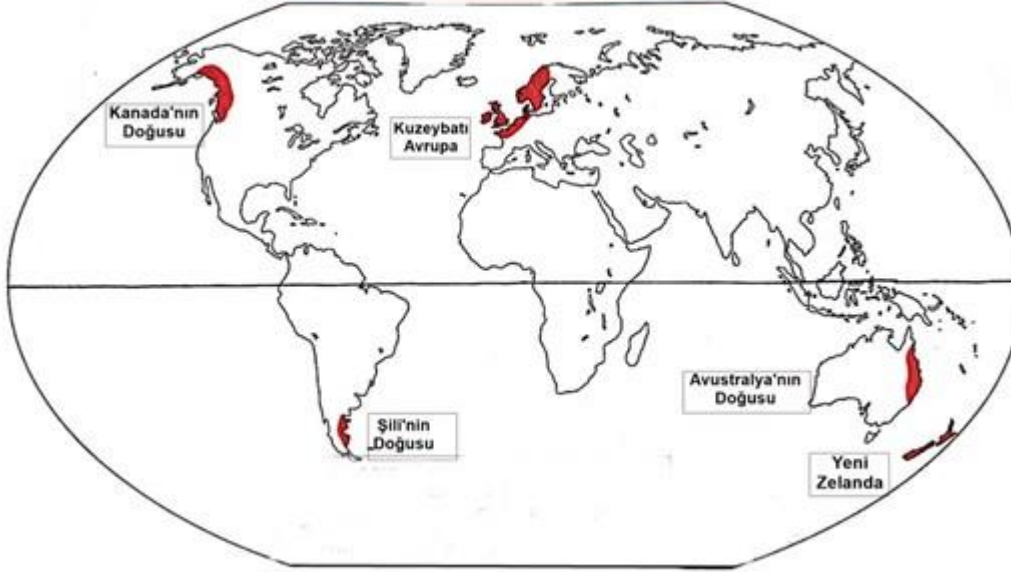 Kanada'nın
Doğusu
Kuzeybatı
Avrupa
Avustralya'nın
Doğusu
Şili'nin
Doğusu
Yeni
Zelanda